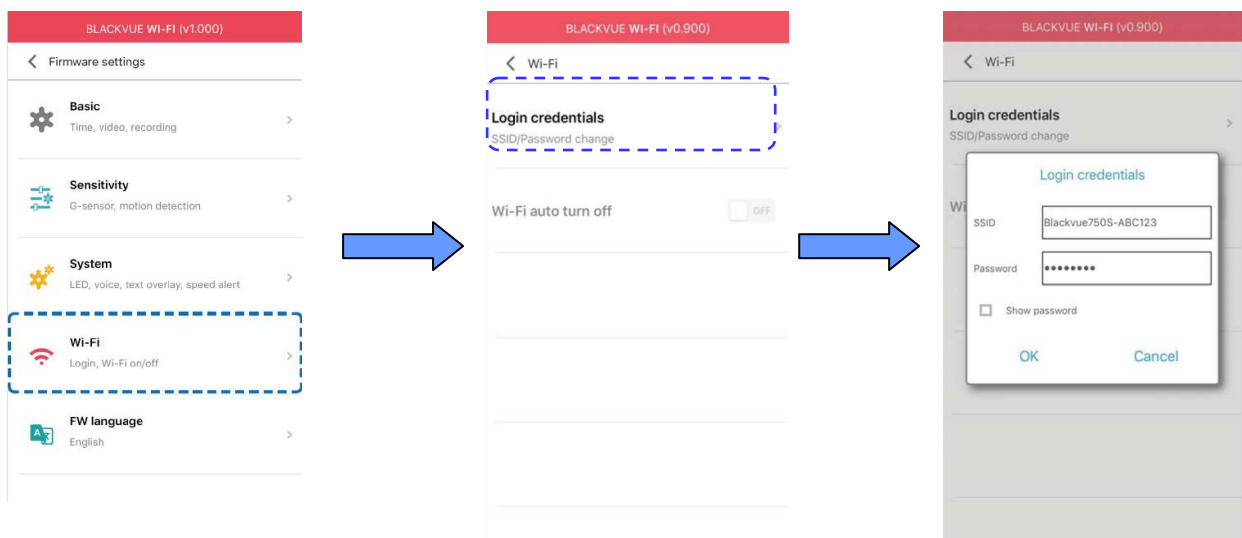 BLACKVUE WI-FI (v1.000)
Firmware settings
Basic
Time, video, recording
Sensitivity
G-sensor, motion detection
System
LED, voice, text overlay, speed alert
Wi-Fi
Login, Wi-Fi on/off
FW language
English
BLACKVUE WI-FI (v0.900)
Wi-Fi
Login credentials
SSID/Password change
Wi-Fi auto turn off
OFF
BLACKVUE WI-FI (v0.900)
Wi-Fi
Login credentials
SSID/Password change
Wi
Login credentials
SSID
Blackvue750S-ABC123
Password
••••••••
Show password
OK Cancel